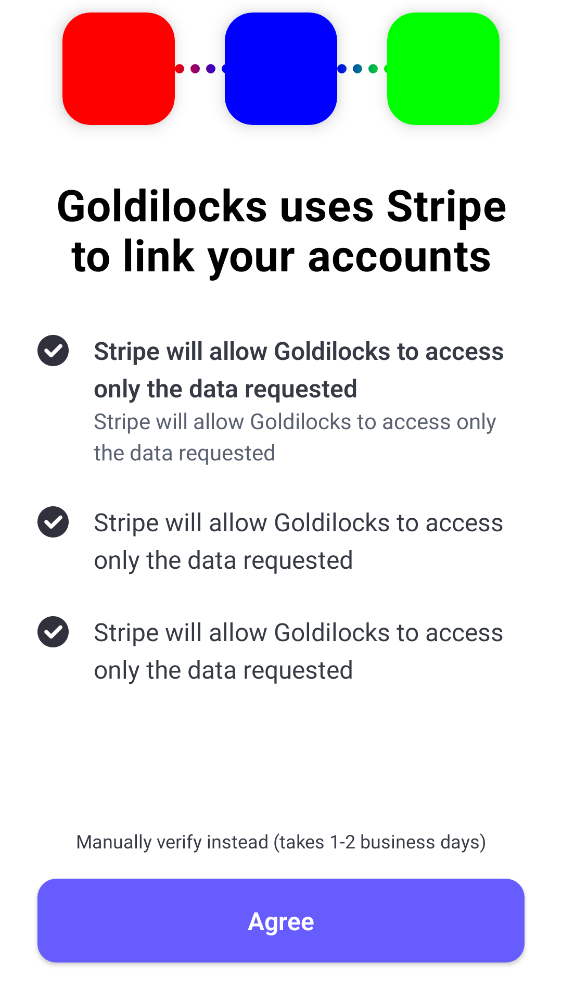 Goldilocks uses Stripe
to link your accounts
Stripe will allow Goldilocks to access
only the data requested
Stripe will allow Goldilocks to access only
the data requested
Stripe will allow Goldilocks to access
only the data requested
Stripe will allow Goldilocks to access
only the data requested
Manually verify instead (takes 1-2 business days)
Agree